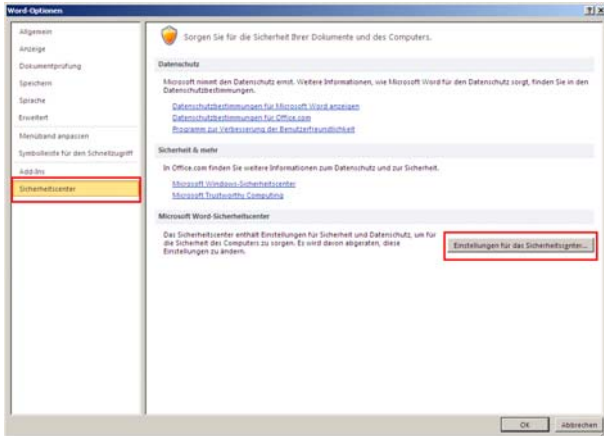 Word-Optionen
Allgemein
Anzeige
Dokumentprüfung
Speichern
Sprache
Erweitert
Menüband anpassen
Symbolleiste für den Schnellzugriff
Add-Ins
Sicherheitscenter
Sorgen Sie für die Sicherheit Ihrer Dokumente und des Computers.
Datenschutz
Microsoft nimmt den Datenschutz ernst. Weitere Informationen, wie Microsoft Word für den Datenschutz sorgt, finden Sie in den
Datenschutzbestimmungen.
Datenschutzbestimmungen für Microsoft Word anzeigen
Datenschutzbestimmungen für Office.com
Programm zur Verbesserung der Benutzerfreundlichkeit
Sicherheit & mehr
In Office.com finden Sie weitere Informationen zum Datenschutz und zur Sicherheit.
Microsoft Windows-Sicherheitscenter
Microsoft Trustworthy Computing
Microsoft Word-Sicherheitscenter
Das Sicherheitscenter enthält Einstellungen für Sicherheit und Datenschutz, um für
die Sicherheit des Computers zu sorgen. Es wird davon abgeraten, diese
Einstellungen zu ändern.
Einstellungen für das Sicherheitscenter...
OK
Abbrechen